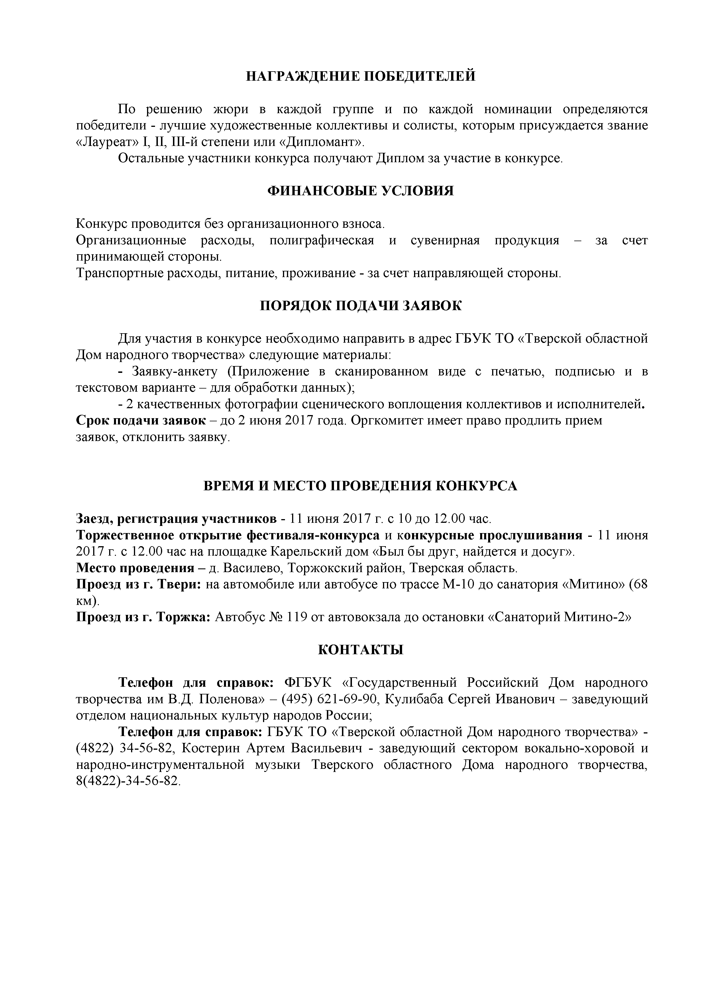 НАГРАЖДЕНИЕ ПОБЕДИТЕЛЕЙ
По решению жюри в каждой группе и по каждой номинации определяются
победители - лучшие художественные коллективы и солисты, которым присуждается звание
«Лауреат» I, II, III-й степени или «Дипломант».
Остальные участники конкурса получают Диплом за участие в конкурсе.
ФИНАНСОВЫЕ УСЛОВИЯ
Конкурс проводится без организационного взноса.
Организационные расходы, полиграфическая и сувенирная продукция – за счет
принимающей стороны.
Транспортные расходы, питание, проживание - за счет направляющей стороны.
ПОРЯДОК ПОДАЧИ ЗАЯВОК
Для участия в конкурсе необходимо направить в адрес ГБУК ТО «Тверской областной
Дом народного творчества» следующие материалы:
- Заявку-анкету (Приложение в сканированном виде с печатью, подписью и в
текстовом варианте – для обработки данных);
- 2 качественных фотографии сценического воплощения коллективов и исполнителей.
Срок подачи заявок – до 2 июня 2017 года. Оргкомитет имеет право продлить прием
заявок, отклонить заявку.
ВРЕМЯ И МЕСТО ПРОВЕДЕНИЯ КОНКУРСА
Заезд, регистрация участников - 11 июня 2017 г. с 10 до 12.00 час.
Торжественное открытие фестиваля-конкурса и конкурсные прослушивания - 11 июня
2017 г. с 12.00 час на площадке Карельский дом «Был бы друг, найдется и досуг».
Место проведения – д. Василево, Торжокский район, Тверская область.
Проезд из г. Твери: на автомобиле или автобусе по трассе М-10 до санатория «Митино» (68
км).
Проезд из г. Торжка: Автобус № 119 от автовокзала до остановки «Санаторий Митино-2»
КОНТАКТЫ
Телефон для справок: ФГБУК «Государственный Российский Дом народного
творчества им В.Д. Поленова» – (495) 621-69-90, Кулибаба Сергей Иванович – заведующий
отделом национальных культур народов России;
Телефон для справок: ГБУК ТО «Тверской областной Дом народного творчества» -
(4822) 34-56-82, Костерин Артем Васильевич - заведующий сектором вокально-хоровой и
народно-инструментальной музыки Тверского областного Дома народного творчества,
8(4822)-34-56-82.